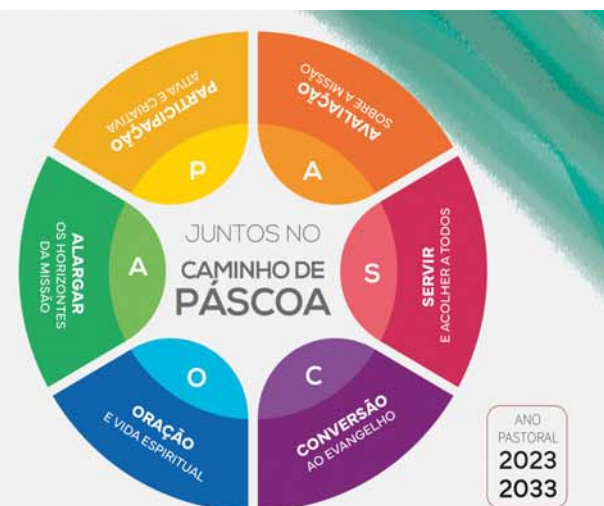 PARTICIPAÇÃO
ATIVA E CRIATIVA
P
AVALIAÇÃO
SOBRE A MISSÃO
A
SERVIR
E ACOLHER A TODOS
S
CONVERSÃO
AO EVANGELHO
C
ORAÇÃO
E VIDA ESPIRITUAL
O
ALARGAR
OS HORIZONTES
DA MISSÃO
A
JUNTOS NO
CAMINHO DE
PÁSCOA
ANO
PASTORAL
2023
2033